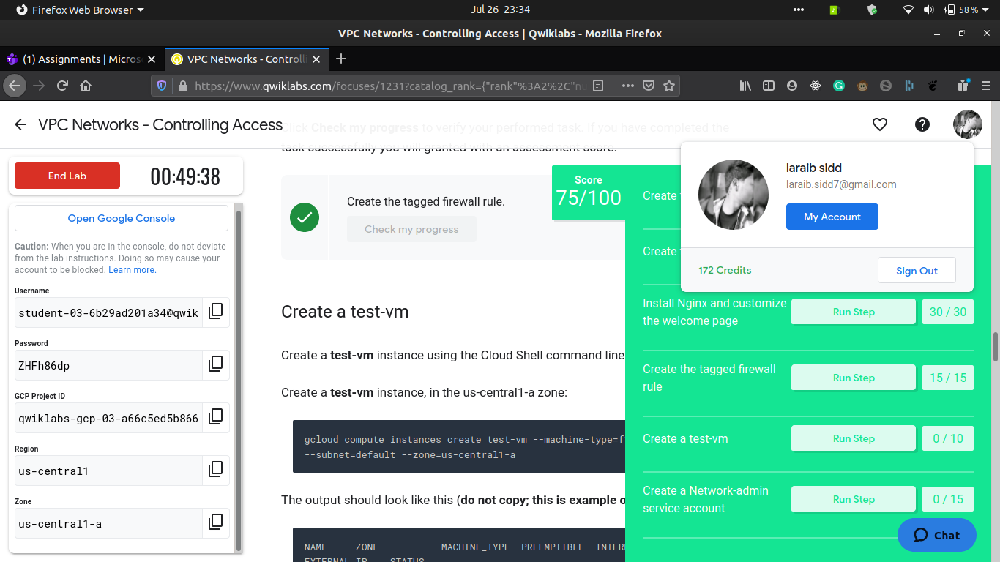 Firefox Web Browser
Jul 26 23:34
58 %
VPC Networks - Controlling Access | Qwiklabs - Mozilla Firefox
(1) Assignments | Micros
VPC Networks - Controlli
https://www.qwiklabs.com/focuses/1231?catalog_rank={"rank"%3A2%2C"nu
VPC Networks - Controlling Access
Click Check my progress to verify your performed task. If you have completed the
task successfully you will granted with an assessment score.
End Lab
00:49:38
Open Google Console
Caution: When you are in the console, do not deviate
from the lab instructions. Doing so may cause your
account to be blocked. Learn more.
Username
student-03-6b29ad201a34@qwik
Password
ZHFh86dp
GCP Project ID
qwiklabs-gcp-03-a66c5ed5b866
Region
us-central1
Zone
us-central1-a
Create the tagged firewall rule.
Check my progress
Create a test-vm
Create a test-vm instance using the Cloud Shell command line
Create a test-vm instance, in the us-central1-a zone:
gcloud compute instances create test-vm --machine-type=f
--subnet=default --zone=us-central1-a
The output should look like this (do not copy; this is example o
NAME ZONE MACHINE_TYPE PREEMPTIBLE INTER
EXTERNAL_IP STATUS
Score
75/100
Create
Create
Install Nginx and customize
the welcome page
Run Step
30 / 30
Create the tagged firewall
rule
Run Step
15 / 15
Create a test-vm
Run Step
0 / 10
Create a Network-admin
service account
Run Step
0 / 15
laraib sidd
laraib.sidd7@gmail.com
My Account
172 Credits
Sign Out
Chat